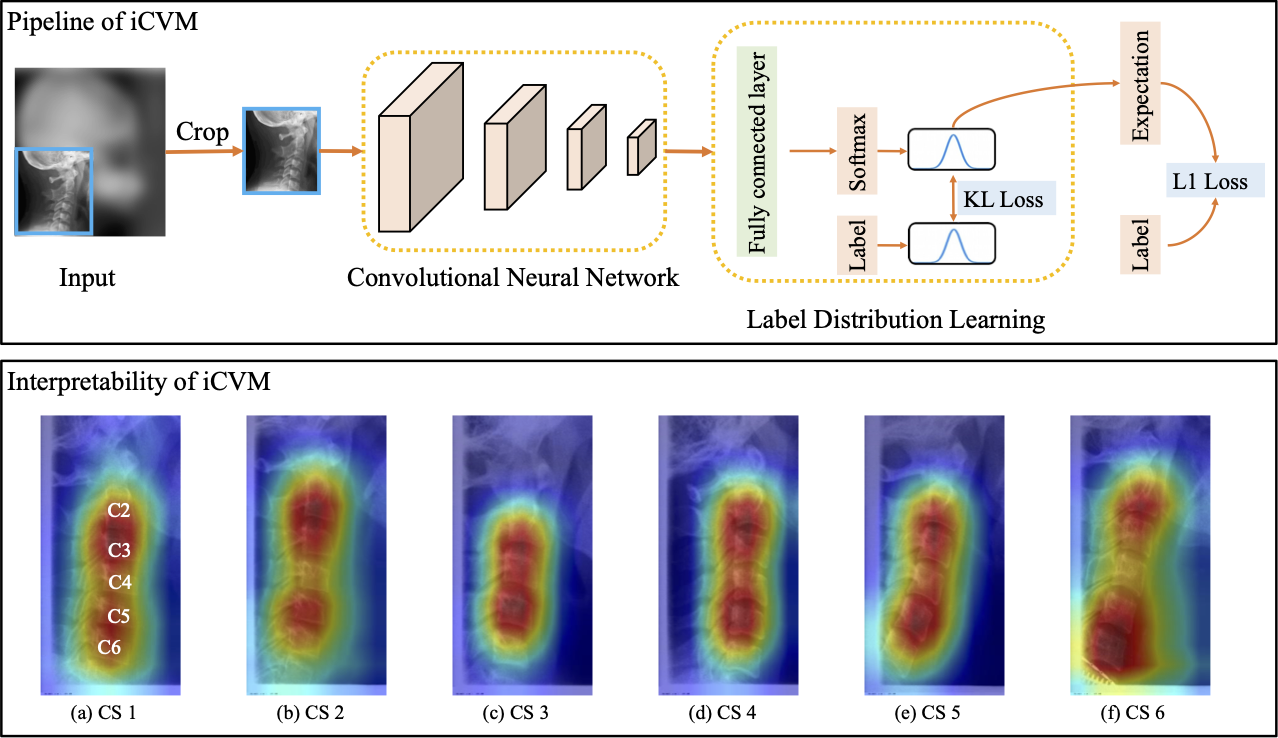 Pipeline of iCVM
Crop
Input
Convolutional Neural Network
Fully connected layer
Softmax
Label
KL Loss
Label Distribution Learning
Expectation
L1 Loss
Label
Interpretability of iCVM
C2
C3
C4
C5
C6
(a) CS 1
(b) CS 2
(c) CS 3
(d) CS 4
(e) CS 5
(f) CS 6